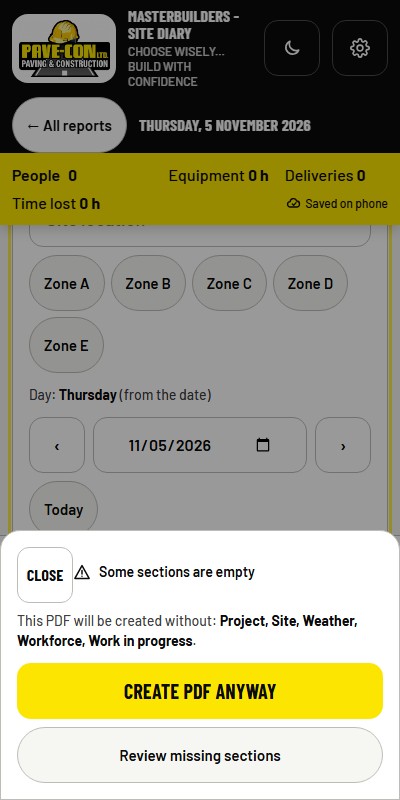 PAVE-CON LTD.
PAVING & CONSTRUCTION
MASTERBUILDERS -
SITE DIARY
CHOOSE WISELY...
BUILD WITH
CONFIDENCE
← All reports
THURSDAY, 5 NOVEMBER 2026
People 0
Equipment 0 h
Deliveries 0
Time lost 0 h
Saved on phone
Zone A
Zone B
Zone C
Zone D
Zone E
Day: Thursday (from the date)
‹
11/05/2026
›
Today
CLOSE
Some sections are empty
This PDF will be created without: Project, Site, Weather,
Workforce, Work in progress.
CREATE PDF ANYWAY
Review missing sections